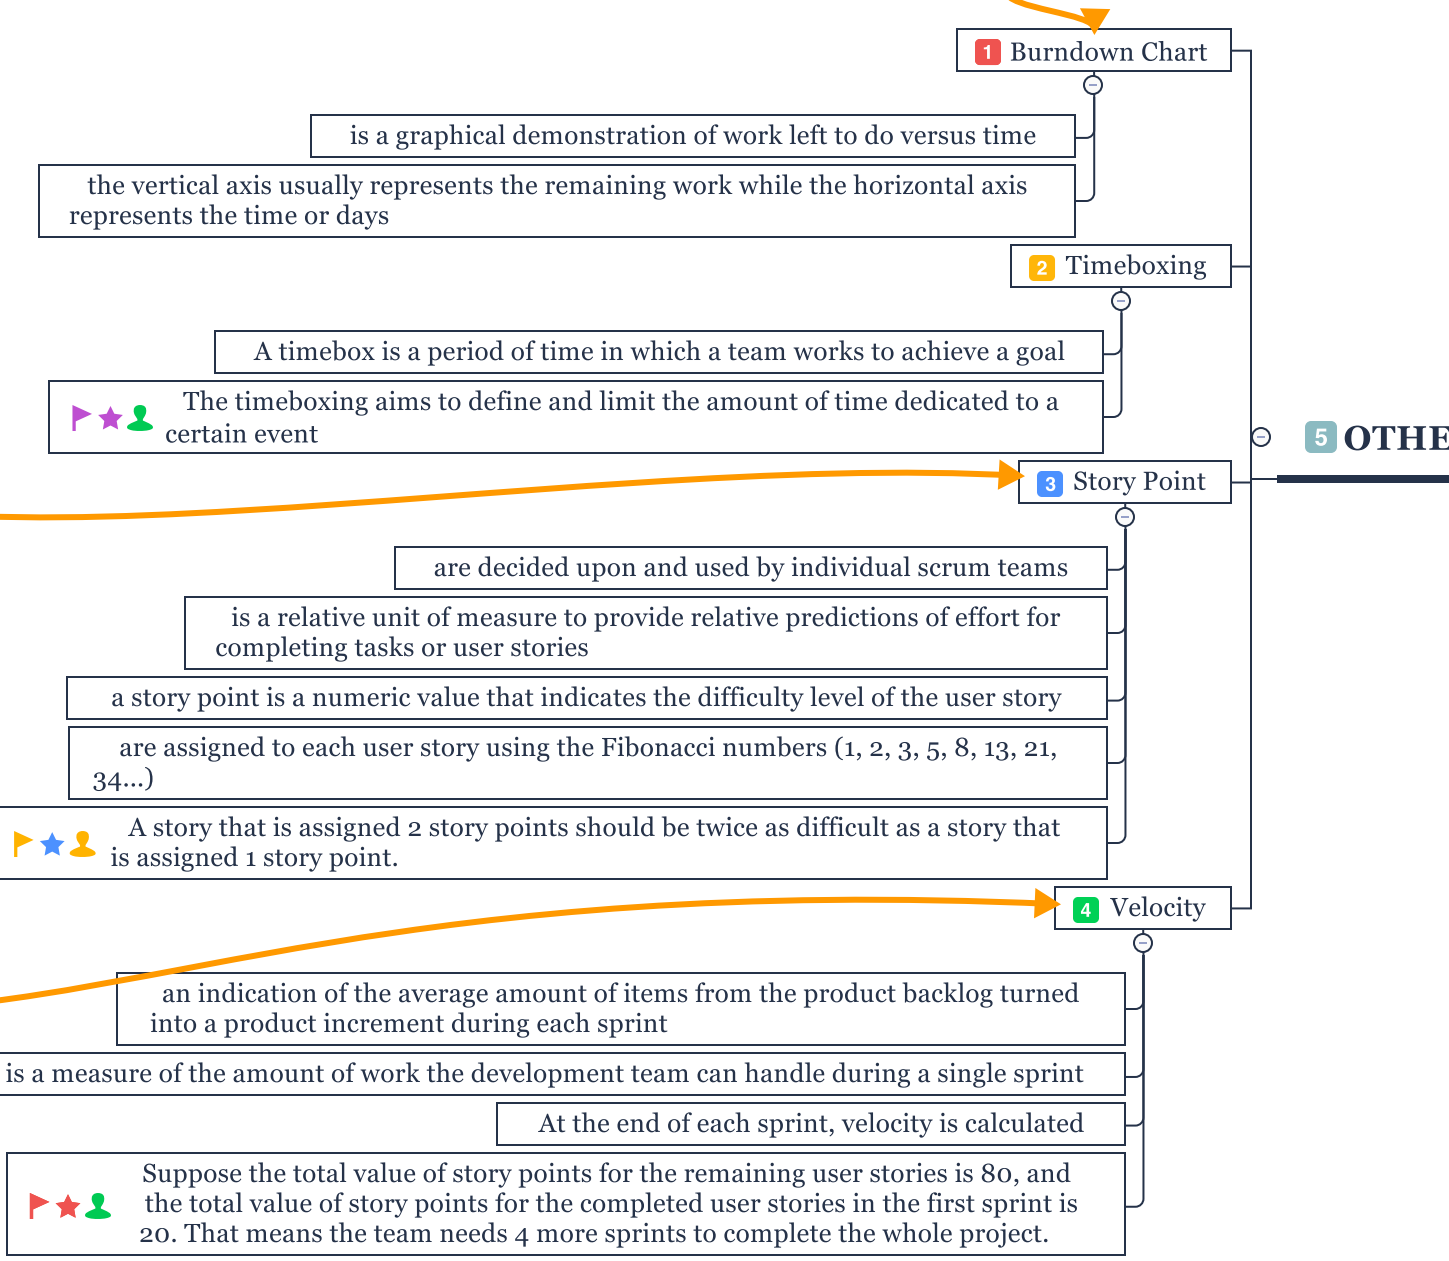 1 Burndown Chart
is a graphical demonstration of work left to do versus time
the vertical axis usually represents the remaining work while the horizontal axis
represents the time or days
2 Timeboxing
A timebox is a period of time in which a team works to achieve a goal
The timeboxing aims to define and limit the amount of time dedicated to a
certain event
5 OTHE
3 Story Point
are decided upon and used by individual scrum teams
is a relative unit of measure to provide relative predictions of effort for
completing tasks or user stories
a story point is a numeric value that indicates the difficulty level of the user story
are assigned to each user story using the Fibonacci numbers (1, 2, 3, 5, 8, 13, 21,
34...)
A story that is assigned 2 story points should be twice as difficult as a story that
is assigned 1 story point.
4 Velocity
an indication of the average amount of items from the product backlog turned
into a product increment during each sprint
is a measure of the amount of work the development team can handle during a single sprint
At the end of each sprint, velocity is calculated
Suppose the total value of story points for the remaining user stories is 80, and
the total value of story points for the completed user stories in the first sprint is
20. That means the team needs 4 more sprints to complete the whole project.